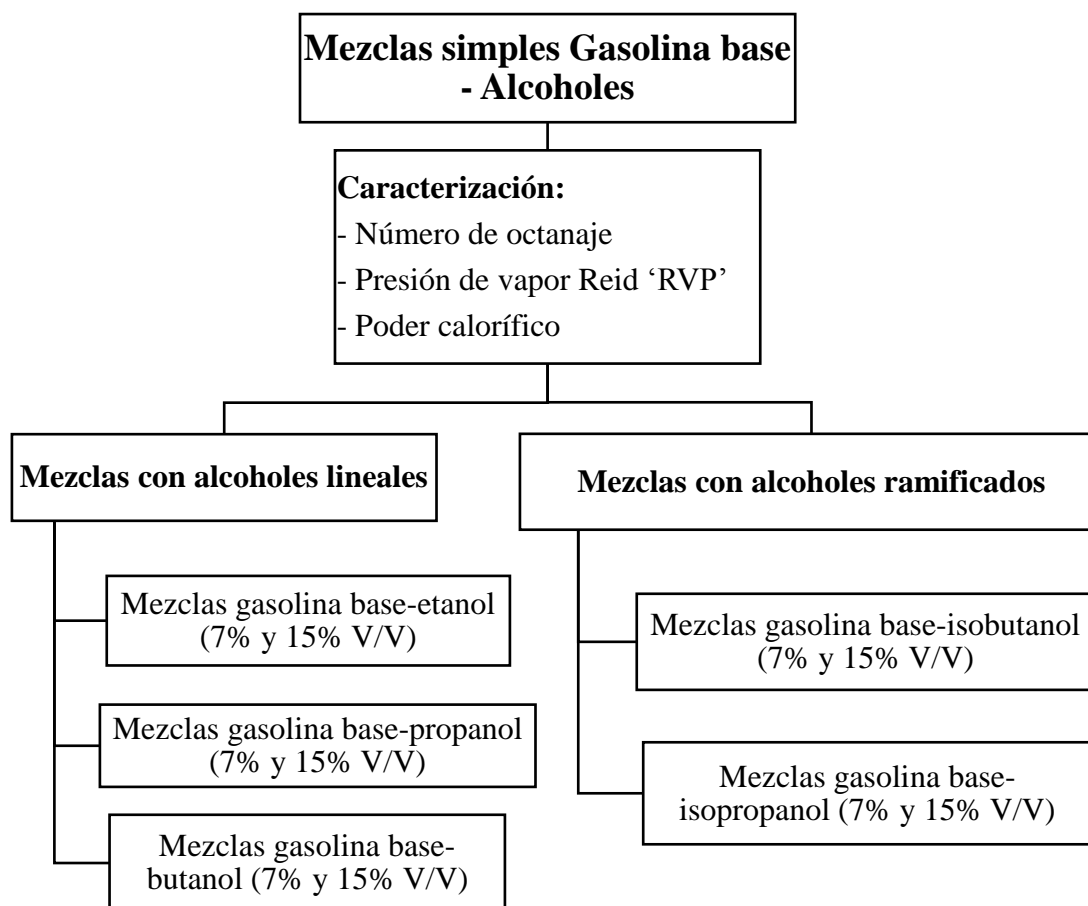 Mezclas simples Gasolina base
- Alcoholes
Caracterización:
- Número de octanaje
- Presión de vapor Reid ‘RVP’
- Poder calorífico
Mezclas con alcoholes lineales
Mezclas gasolina base-etanol
(7% y 15% V/V)
Mezclas gasolina base-propanol
(7% y 15% V/V)
Mezclas gasolina base-
butanol (7% y 15% V/V)
Mezclas con alcoholes ramificados
Mezclas gasolina base-isobutanol
(7% y 15% V/V)
Mezclas gasolina base-
isopropanol (7% y 15% V/V)